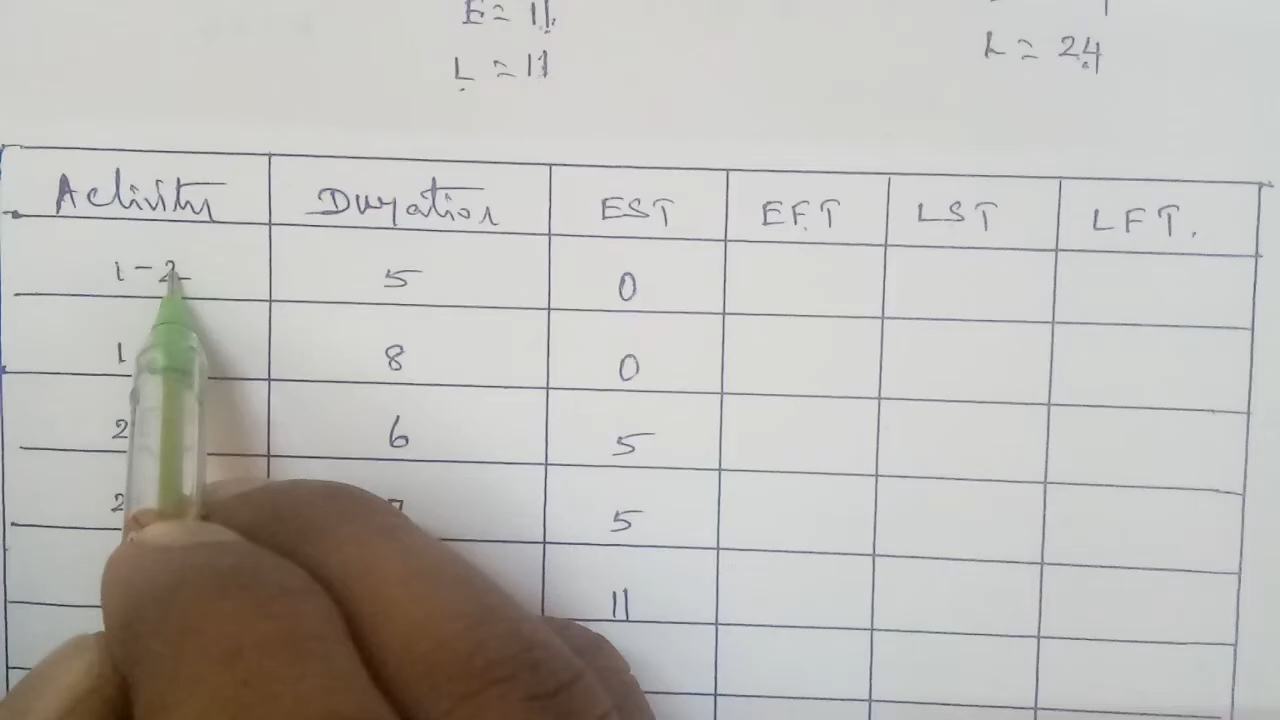 E = 11
L = 11
L = 24
Activity Duration EST EFT LST LFT.
1-2 5 0
1 8 0
2 6 5
2 7 5
11